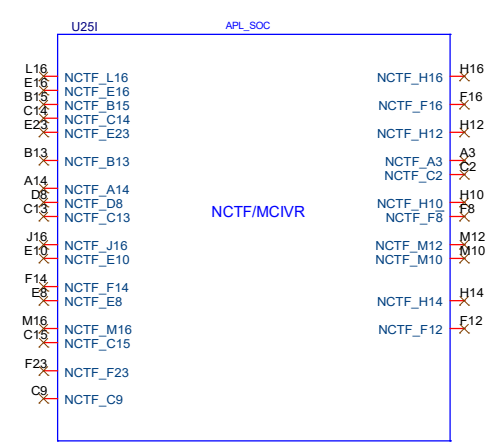 U25I APL_SOC
L16 NCTF_L16 NCTF_H16 H16
E16 NCTF_E16
B15 NCTF_B15 NCTF_F16 F16
C14 NCTF_C14
E23 NCTF_E23 NCTF_H12 H12
B13 NCTF_B13 NCTF_A3 A3
NCTF_C2 C2
A14 NCTF_A14
D8 NCTF_D8 NCTF_H10 H10
C13 NCTF_C13 NCTF/MCIVR NCTF_F8 F8
J16 NCTF_J16 NCTF_M12 M12
E10 NCTF_E10 NCTF_M10 M10
F14 NCTF_F14
E8 NCTF_E8 NCTF_H14 H14
M16 NCTF_M16 NCTF_F12 F12
C15 NCTF_C15
F23 NCTF_F23
C9 NCTF_C9